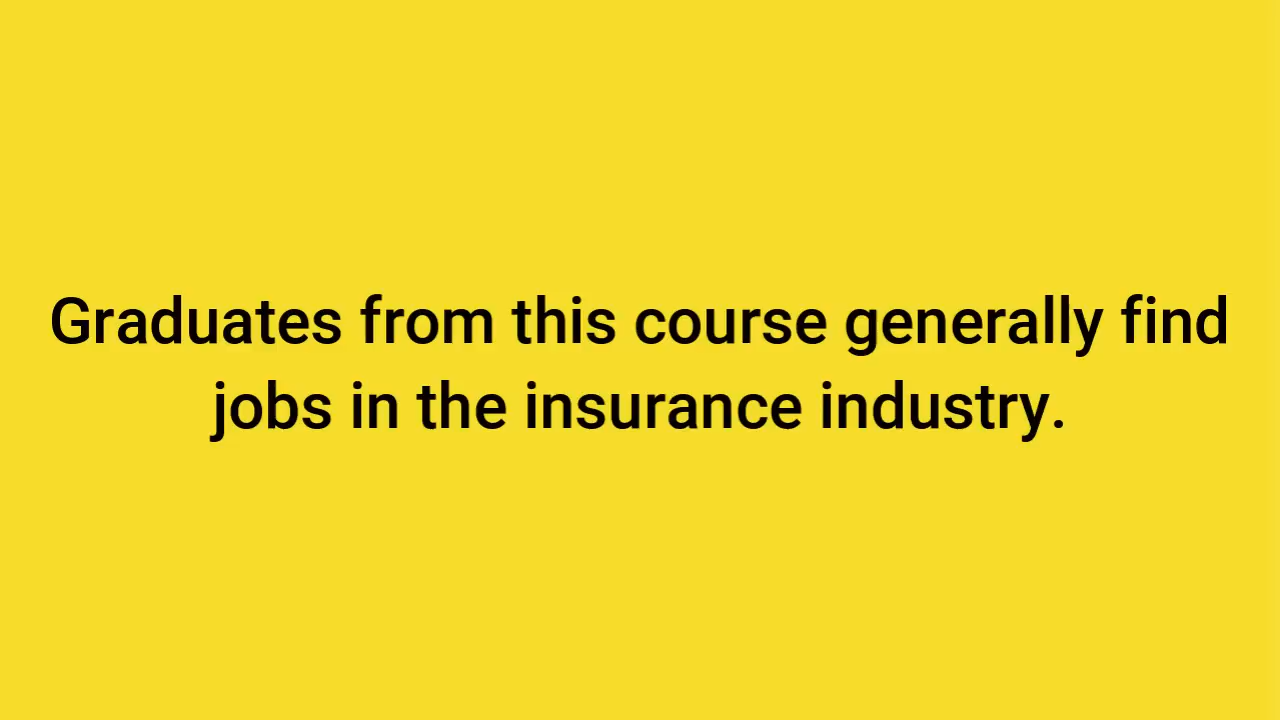 Graduates from this course generally find
jobs in the insurance industry.